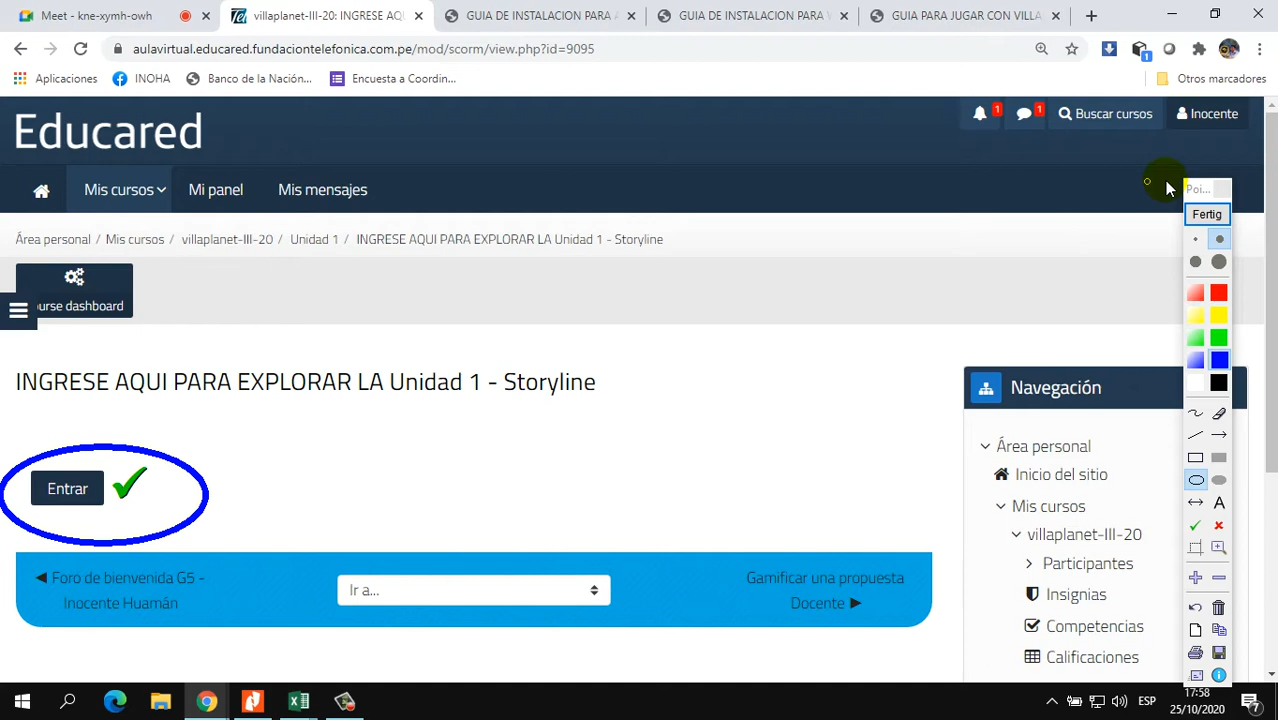 Meet - kne-xymh-owh
villaplanet-III-20: INGRESE AQU
GUIA DE INSTALACION PARA
GUIA DE INSTALACION PARA
GUIA PARA JUGAR CON VILLA
aulavirtual.educared.fundaciontelefonica.com.pe/mod/scorm/view.php?id=9095
Aplicaciones
INOHA
Banco de la Nación...
Encuesta a Coordin...
Otros marcadores
1
Educared
1
1
Buscar cursos
Inocente
Mis cursos
Mi panel
Mis mensajes
Poi...
Fertig
Área personal / Mis cursos / villaplanet-III-20 / Unidad 1 / INGRESE AQUI PARA EXPLORAR LA Unidad 1 - Storyline
urse dashboard
INGRESE AQUI PARA EXPLORAR LA Unidad 1 - Storyline
Entrar
Foro de bienvenida G5 -
Inocente Huamán
Ir a...
Gamificar una propuesta
Docente
Navegación
Área personal
Inicio del sitio
Mis cursos
villaplanet-III-20
Participantes
Insignias
Competencias
Calificaciones
A
ESP
17:58
25/10/2020
7